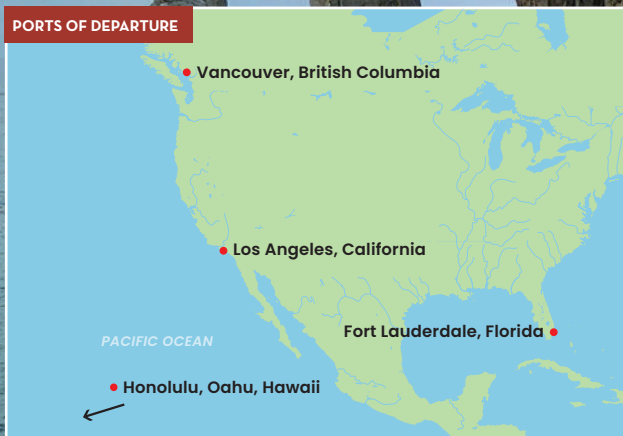 PORTS OF DEPARTURE
Vancouver, British Columbia
Los Angeles, California
Fort Lauderdale, Florida
PACIFIC OCEAN
Honolulu, Oahu, Hawaii